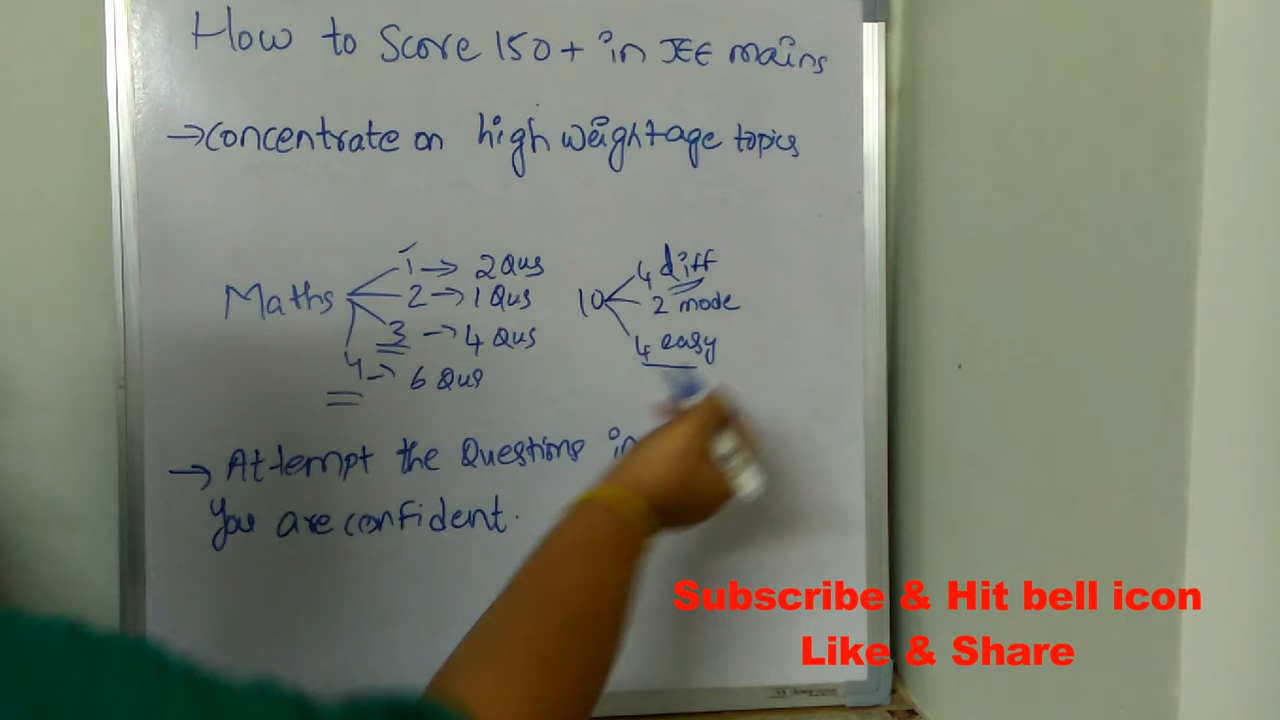 How to Score 150+ in JEE mains
→ concentrate on high weightage topics
Maths
1 → 2 Qus
2 → 1 Qus
3 → 4 Qus
4 → 6 Qus
10
4 diff
2 mode
4 easy
→ Attempt the Questions in
You are confident.
Subscribe & Hit bell icon
Like & Share